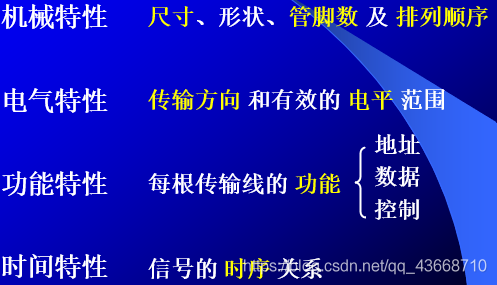 机械特性 尺寸、形状、管脚数 及 排列顺序
电气特性 传输方向 和有效的 电平 范围
功能特性 每根传输线的 功能
地址
数据
控制
时间特性 信号的 时序 关系
https://blog.csdn.net/qq_43668710